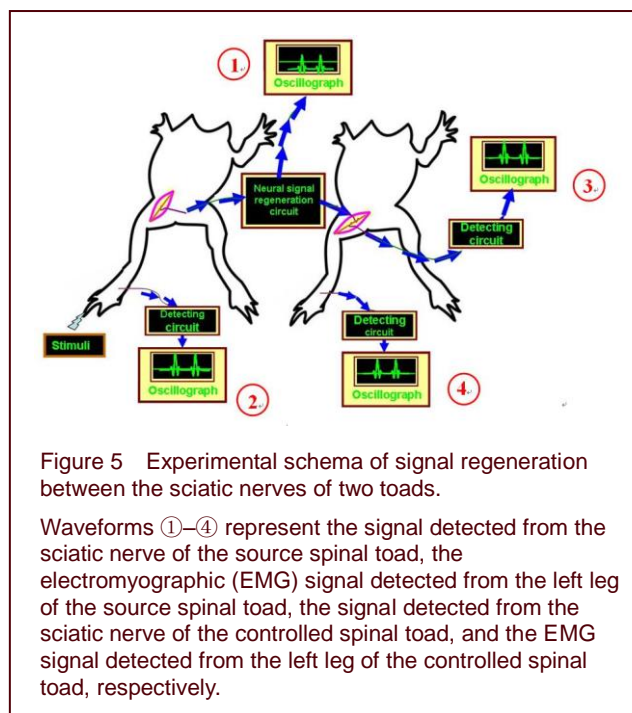 ①
Oscillograph
Neural signal
regeneration
circuit
Oscillograph
③
Detecting
circuit
Stimuli
Detecting
circuit
Oscillograph
②
Detecting
circuit
Oscillograph
④
Figure 5 Experimental schema of signal regeneration
between the sciatic nerves of two toads.
Waveforms ①–④ represent the signal detected from the
sciatic nerve of the source spinal toad, the
electromyographic (EMG) signal detected from the left leg
of the source spinal toad, the signal detected from the
sciatic nerve of the controlled spinal toad, and the EMG
signal detected from the left leg of the controlled spinal
toad, respectively.